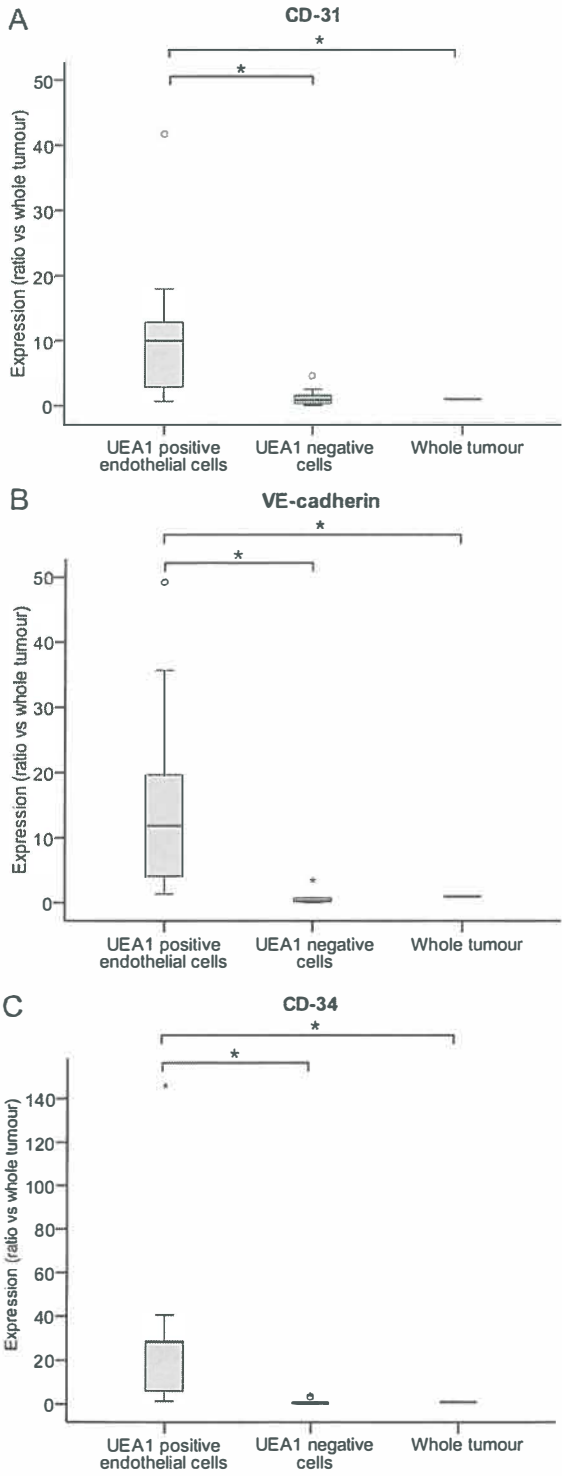 A
CD-31
*
*
Expression (ratio vs whole tumour)
50
40
30
20
10
0
UEA1 positive
endothelial cells
UEA1 negative
cells
Whole tumour
B
VE-cadherin
*
*
Expression (ratio vs whole tumour)
50
40
30
20
10
0
*
UEA1 positive
endothelial cells
UEA1 negative
cells
Whole tumour
C
CD-34
*
*
Expression (ratio vs whole tumour)
*
140
120
100
80
60
40
20
0
UEA1 positive
endothelial cells
UEA1 negative
cells
Whole tumour